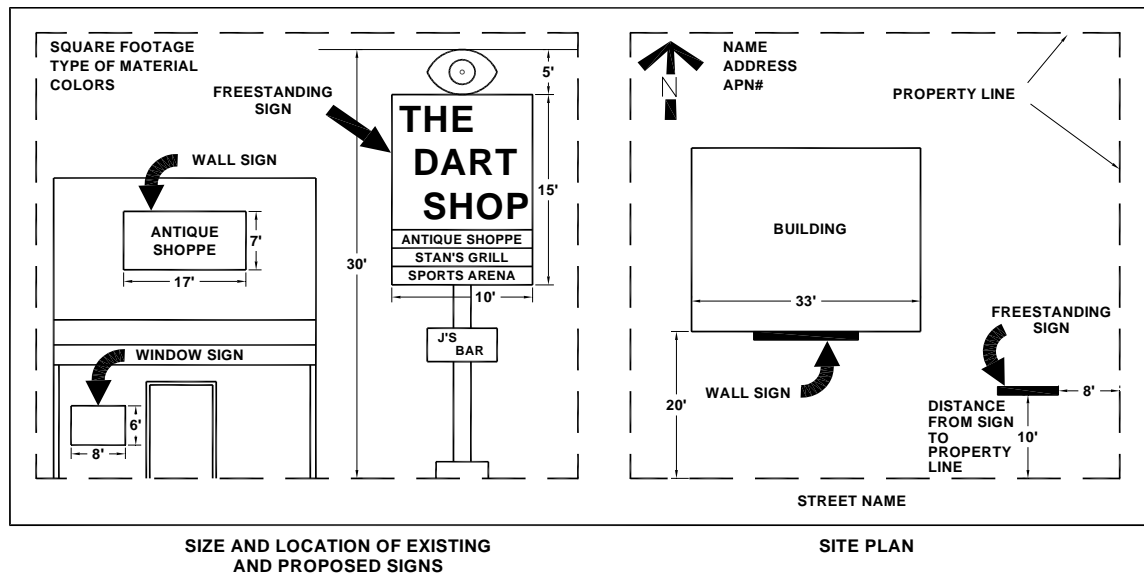 SQUARE FOOTAGE
TYPE OF MATERIAL
COLORS
FREESTANDING
SIGN
WALL SIGN
ANTIQUE
SHOPPE
7'
17'
WINDOW SIGN
6'
8'
30'
5'
THE
DART
SHOP
15'
ANTIQUE SHOPPE
STAN'S GRILL
SPORTS ARENA
10'
J'S
BAR
SIZE AND LOCATION OF EXISTING
AND PROPOSED SIGNS
N
NAME
ADDRESS
APN#
PROPERTY LINE
BUILDING
33'
FREESTANDING
SIGN
WALL SIGN
20'
8'
DISTANCE
FROM SIGN
TO
PROPERTY
LINE
10'
STREET NAME
SITE PLAN